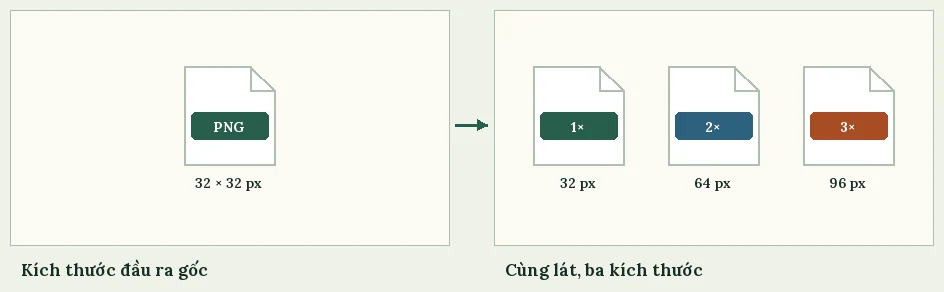 PNG
32 × 32 px
Kích thước đầu ra gốc
1× 2× 3×
32 px 64 px 96 px
Cùng lát, ba kích thước